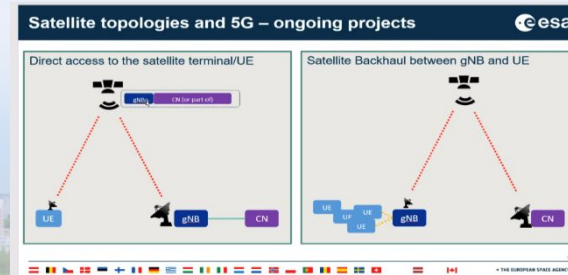 Satellite topologies and 5G – ongoing projects
esa
Direct access to the satellite terminal/UE
gNB
CN (or part of)
UE
gNB
CN
Satellite Backhaul between gNB and UE
UE
UE
UE
UE
gNB
CN
THE EUROPEAN SPACE AGENCY